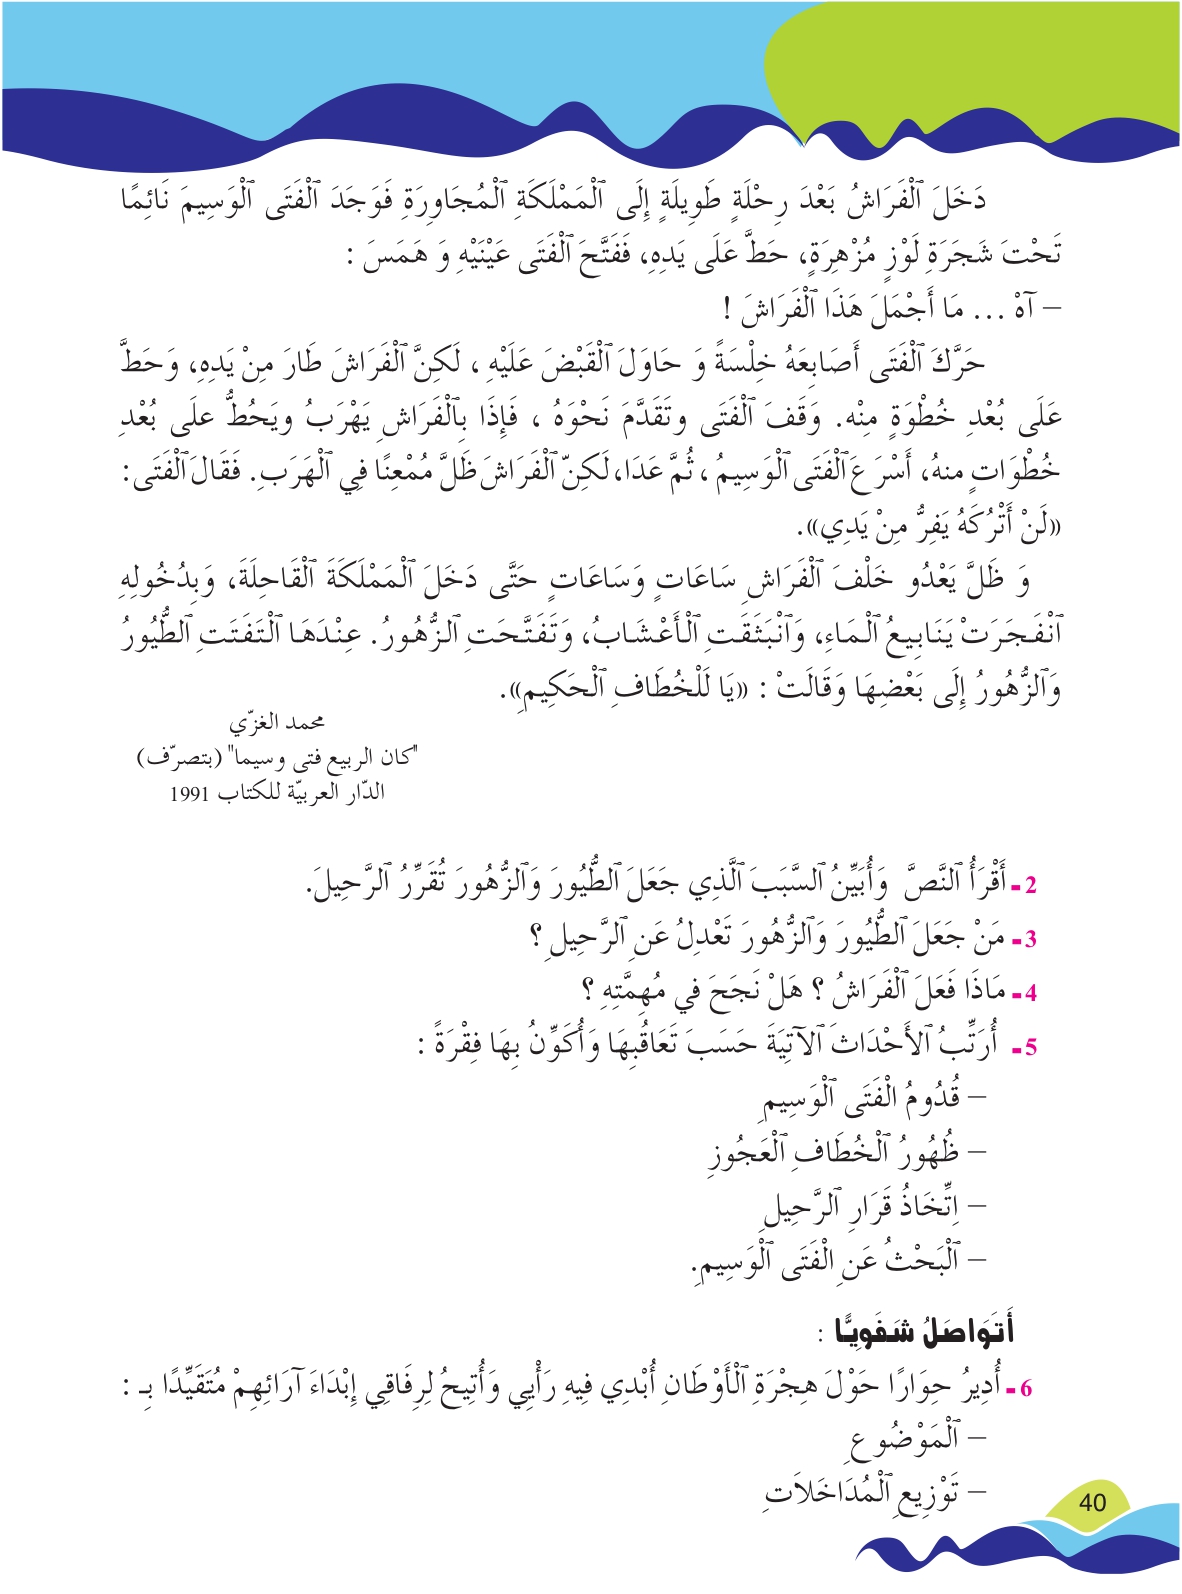 دَخَلَ ٱلْفَرَاشُ بَعْدَ رِحْلَةٍ طَوِيلَةٍ إِلَى ٱلْمَمْلَكَةِ ٱلْمُجَاوِرَةِ فَوَجَدَ ٱلْفَتَى ٱلْوَسِيمَ نَائِمًا
تَحْتَ شَجَرَةِ لَوْزٍ مُزْهِرَةٍ، حَطَّ عَلَى يَدِهِ، فَفَتَّحَ ٱلْفَتَى عَيْنَيْهِ وَ هَمَسَ :
– آهْ ... مَا أَجْمَلَ هَذَا ٱلْفَرَاشَ !
حَرَّكَ ٱلْفَتَى أَصَابِعَهُ خِلْسَةً وَ حَاوَلَ ٱلْقَبْضَ عَلَيْهِ ، لَكِنَّ ٱلْفَرَاشَ طَارَ مِنْ يَدِهِ، وَحَطَّ
عَلَى بُعْدِ خُطْوَةٍ مِنْه. وَقَفَ ٱلْفَتَى وتَقَدَّمَ نَحْوَهُ ، فَإِذَا بِٱلْفَرَاشِ يَهْرَبُ ويَحُطُّ على بُعْدِ
خُطْوَاتٍ منهُ، أَسْرَعَ ٱلْفَتَى ٱلْوَسِيمُ، ثُمَّ عَدَا، لَكِنّ ٱلْفَرَاشَ ظَلَّ مُمْعِنًا فِي ٱلْهَرَبِ. فَقَالَ ٱلْفَتَى :
«لَنْ أَتْرُكَهُ يَفِرُّ مِنْ يَدِي».
وَ ظَلَّ يَعْدُو خَلْفَ ٱلْفَرَاشِ سَاعَاتٍ وَسَاعَاتٍ حَتَّى دَخَلَ ٱلْمَمْلَكَةَ ٱلْقَاحِلَةَ، وَبِدُخُولِهِ
ٱنْفَجَرَتْ يَنَابِيعُ ٱلْمَاءِ، وَٱنْبَثَقَتِ ٱلْأَعْشَابُ، وَتَفَتَّحَتِ ٱلزُّهُورُ. عِنْدَهَا ٱلْتَفَتَتِ ٱلطُّيُورُ
وَٱلزُّهُورُ إِلَى بَعْضِهَا وَقَالَتْ : «يَا لَلْخُطَافِ ٱلْحَكِيمِ».
محمد الغزّي
"كان الربيع فتى وسيما" (بتصرّف)
الدّار العربيّة للكتاب 1991
2- أَقْرَأُ ٱلنَّصَّ وَأُبَيِّنُ ٱلسَّبَبَ ٱلَّذِي جَعَلَ ٱلطُّيُورَ وَٱلزُّهُورَ تُقَرِّرُ ٱلرَّحِيلَ.
3- مَنْ جَعَلَ ٱلطُّيُورَ وَٱلزُّهُورَ تَعْدِلُ عَنِ ٱلرَّحِيلِ ؟
4- مَاذَا فَعَلَ ٱلْفَرَاشُ ؟ هَلْ نَجَحَ في مُهِمَّتِهِ ؟
5- أُرَتِّبُ ٱلأَحْدَاثَ ٱلآتِيَةَ حَسَبَ تَعَاقُبِهَا وَأُكَوِّنُ بِهَا فِقْرَةً :
– قُدُومُ الْفَتَى ٱلْوَسِيمِ
– ظُهُورُ ٱلْخُطَافِ ٱلْعَجُوزِ
– اِتِّخَاذُ قَرَارِ ٱلرَّحِيلِ
– ٱلْبَحْثُ عَنِ الْفَتَى ٱلْوَسِيمِ.
أَتَوَاصَلُ شَفَوِيًّا :
6- أُدِيرُ حِوَارًا حَوْلَ هِجْرَةِ ٱلْأَوْطَانِ أُبْدِي فِيهِ رَأْيِي وَأُتِيحُ لِرِفَاقِي إِبْدَاءَ آرَائِهِمْ مُتَقَيِّدًا بِـ :
– ٱلْمَوْضُوعِ
– تَوْزِيعِ ٱلْمُدَاخَلاَتِ
40